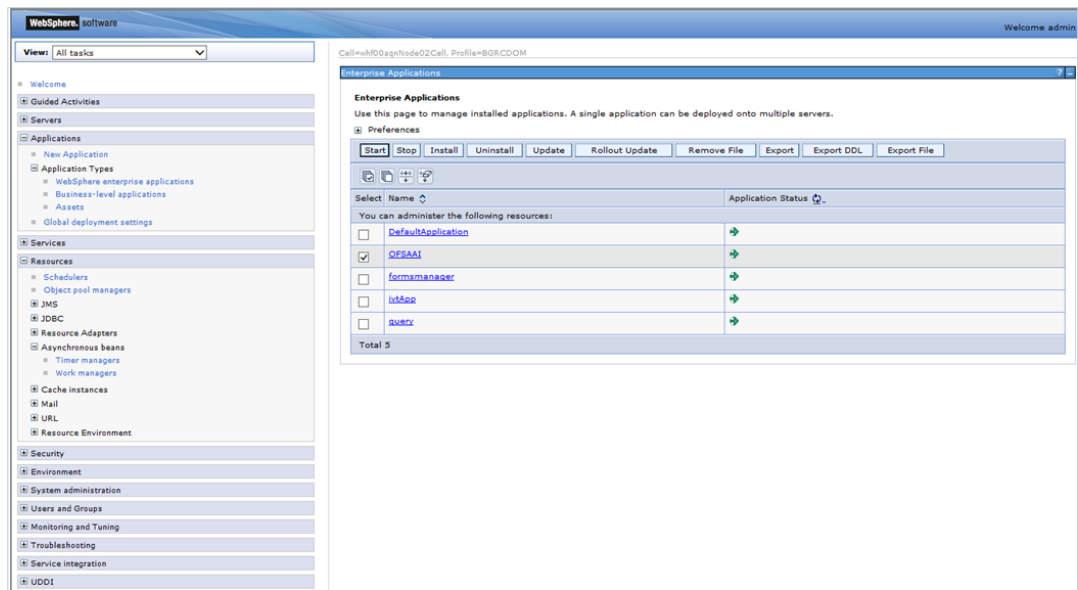 WebSphere. software
Welcome admin
View: All tasks
Cell=whf00aqnNode02Cell, Profile=BGRCDOM
Welcome
Guided Activities
Servers
Applications
New Application
Application Types
WebSphere enterprise applications
Business-level applications
Assets
Global deployment settings
Services
Resources
Schedulers
Object pool managers
JMS
JDBC
Resource Adapters
Asynchronous beans
Timer managers
Work managers
Cache instances
Mail
URL
Resource Environment
Security
Environment
System administration
Users and Groups
Monitoring and Tuning
Troubleshooting
Service integration
UDDI
Enterprise Applications ? -
Enterprise Applications
Use this page to manage installed applications. A single application can be deployed onto multiple servers.
Preferences
Start Stop Install Uninstall Update Rollout Update Remove File Export Export DDL Export File
Select Name Application Status
You can administer the following resources:
DefaultApplication
OFSAAI
formsmanager
ivtApp
query
Total 5